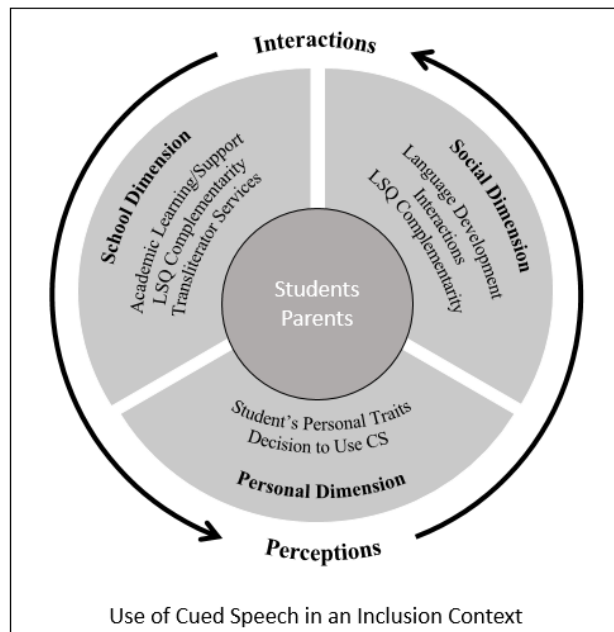 Interactions
School Dimension
Academic Learning/Support
LSQ Complementarity
Transliterator Services
Social Dimension
Language Development
Interactions
LSQ Complementarity
Students
Parents
Student's Personal Traits
Decision to Use CS
Personal Dimension
Perceptions
Use of Cued Speech in an Inclusion Context